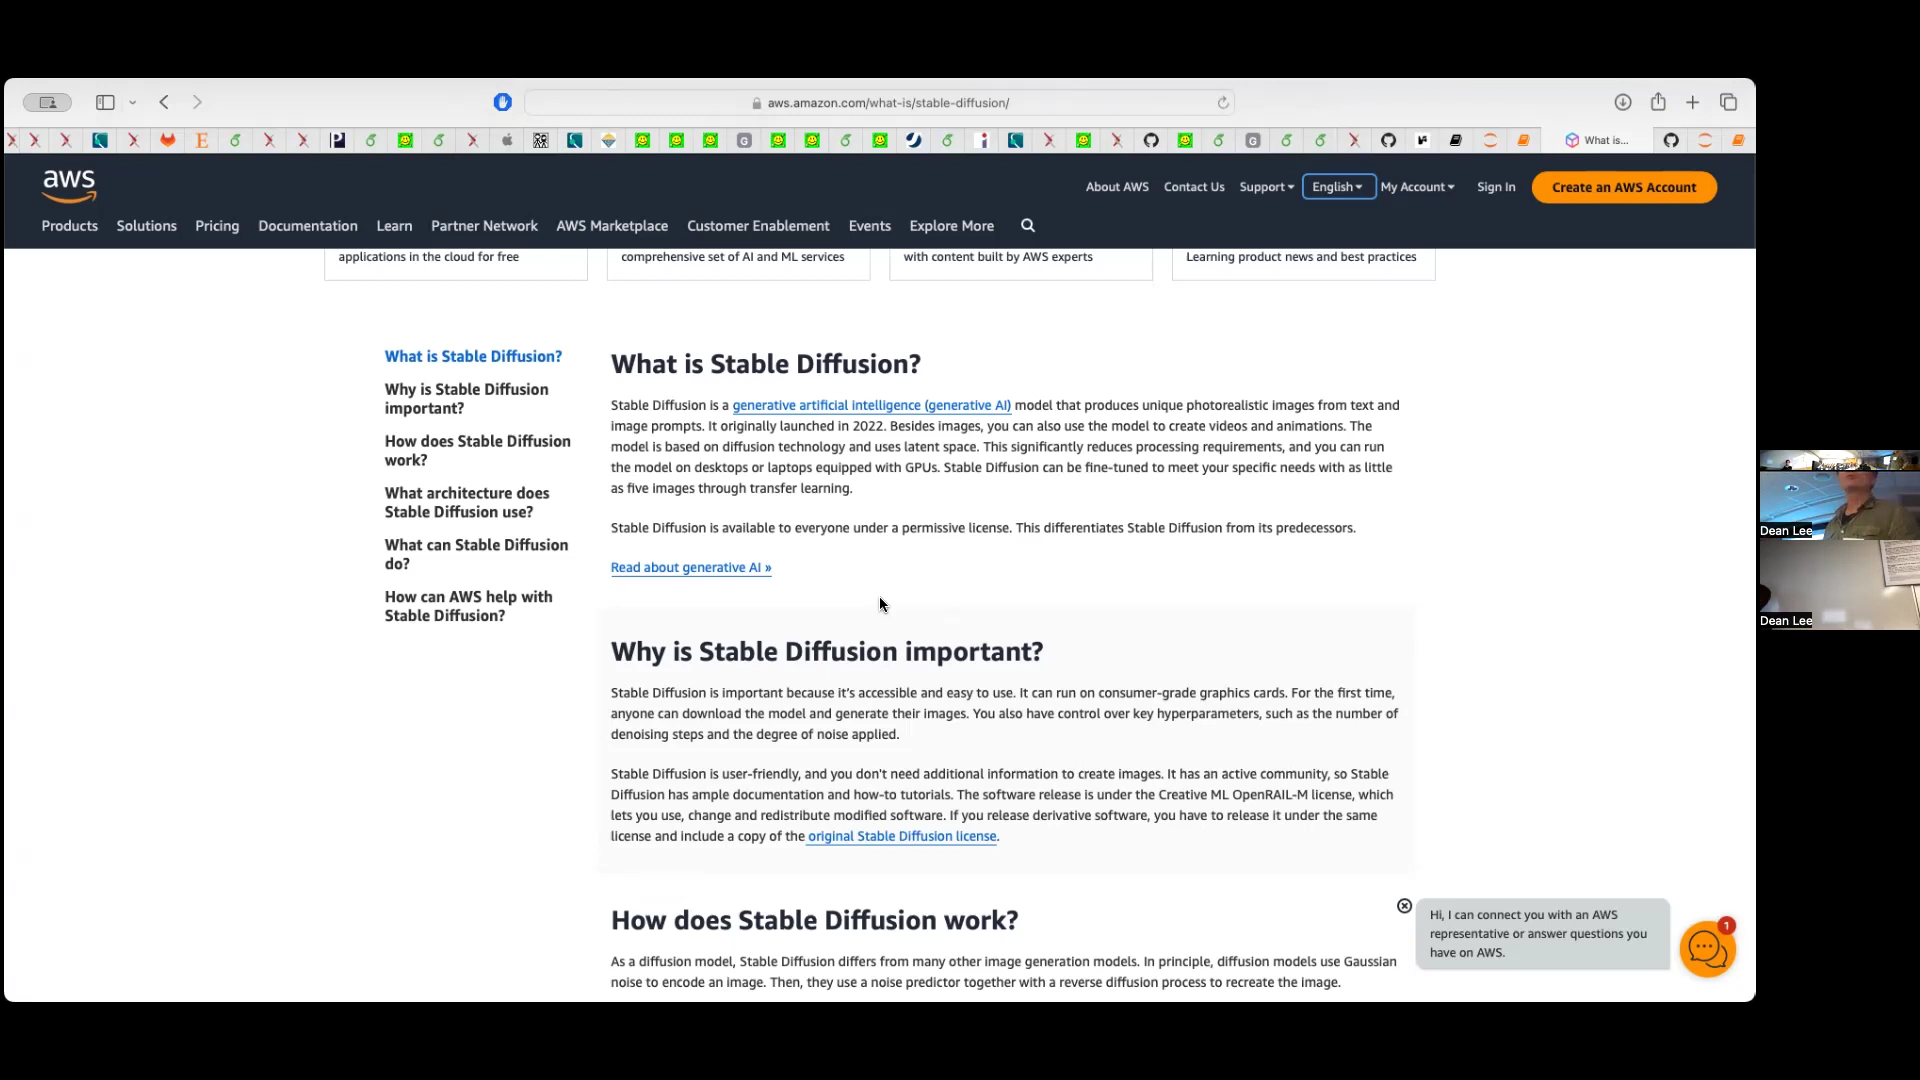 aws.amazon.com/what-is/stable-diffusion/
What is...
aws
About AWS Contact Us Support English My Account Sign In Create an AWS Account
Products Solutions Pricing Documentation Learn Partner Network AWS Marketplace Customer Enablement Events Explore More
applications in the cloud for free
comprehensive set of AI and ML services
with content built by AWS experts
Learning product news and best practices
What is Stable Diffusion?
Why is Stable Diffusion
important?
How does Stable Diffusion
work?
What architecture does
Stable Diffusion use?
What can Stable Diffusion
do?
How can AWS help with
Stable Diffusion?
What is Stable Diffusion?
Stable Diffusion is a generative artificial intelligence (generative AI) model that produces unique photorealistic images from text and
image prompts. It originally launched in 2022. Besides images, you can also use the model to create videos and animations. The
model is based on diffusion technology and uses latent space. This significantly reduces processing requirements, and you can run
the model on desktops or laptops equipped with GPUs. Stable Diffusion can be fine-tuned to meet your specific needs with as little
as five images through transfer learning.
Stable Diffusion is available to everyone under a permissive license. This differentiates Stable Diffusion from its predecessors.
Read about generative AI »
Why is Stable Diffusion important?
Stable Diffusion is important because it's accessible and easy to use. It can run on consumer-grade graphics cards. For the first time,
anyone can download the model and generate their images. You also have control over key hyperparameters, such as the number of
denoising steps and the degree of noise applied.
Stable Diffusion is user-friendly, and you don't need additional information to create images. It has an active community, so Stable
Diffusion has ample documentation and how-to tutorials. The software release is under the Creative ML OpenRAIL-M license, which
lets you use, change and redistribute modified software. If you release derivative software, you have to release it under the same
license and include a copy of the original Stable Diffusion license.
How does Stable Diffusion work?
As a diffusion model, Stable Diffusion differs from many other image generation models. In principle, diffusion models use Gaussian
noise to encode an image. Then, they use a noise predictor together with a reverse diffusion process to recreate the image.
Hi, I can connect you with an AWS
representative or answer questions you
have on AWS.
1
Dean Lee
Dean Lee